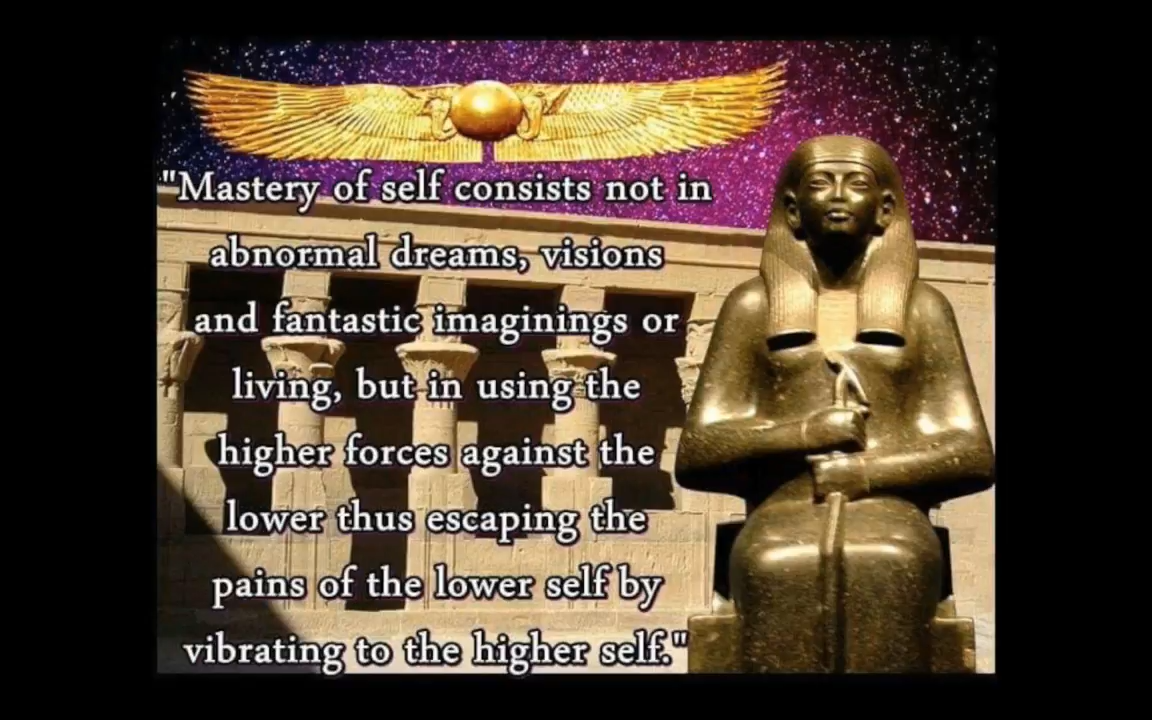 "Mastery of self consists not in
abnormal dreams, visions
and fantastic imaginings or
living, but in using the
higher forces against the
lower thus escaping the
pains of the lower self by
vibrating to the higher self."